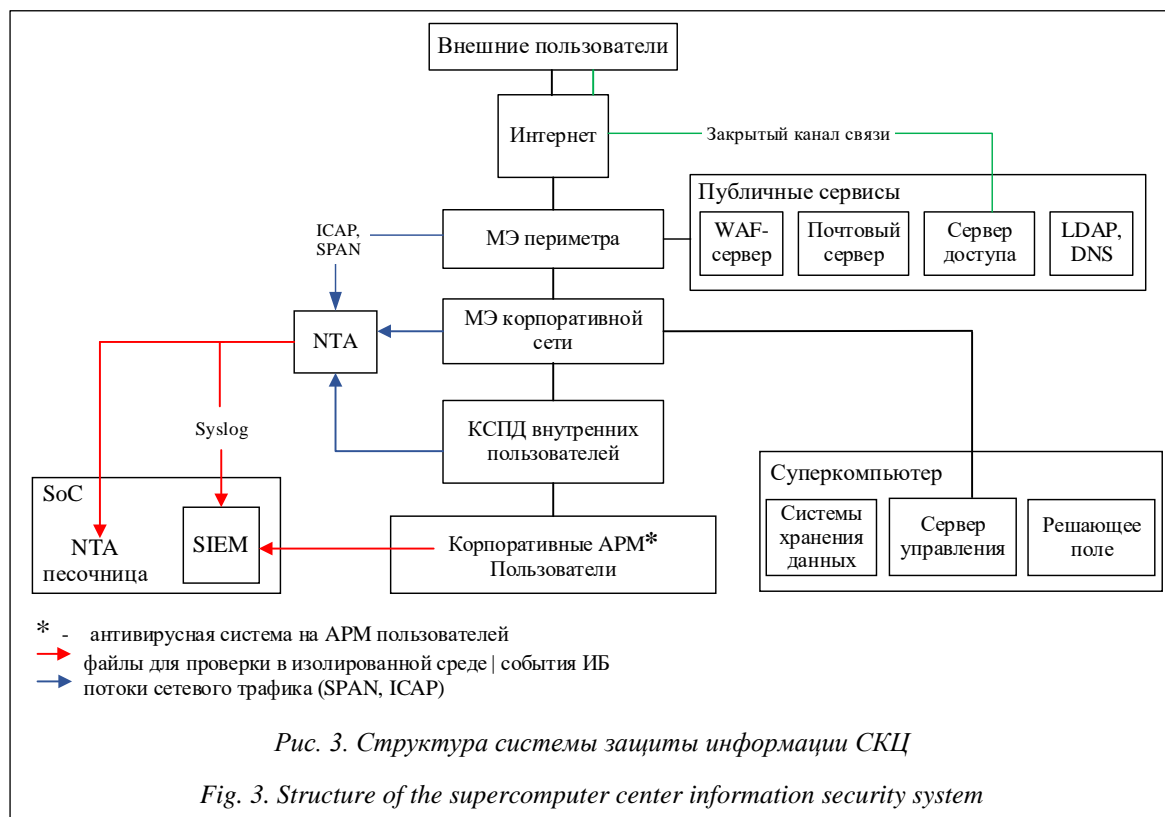 Внешние пользователи
Интернет
Закрытый канал связи
Публичные сервисы
WAF-
сервер
Почтовый
сервер
Сервер
доступа
LDAP,
DNS
ICAP,
SPAN
МЭ периметра
NTA
МЭ корпоративной
сети
КСПД внутренних
пользователей
Syslog
SoC
NTA
песочница
SIEM
Корпоративные АРМ*
Пользователи
Суперкомпьютер
Системы
хранения
данных
Сервер
управления
Решающее
поле
* - антивирусная система на АРМ пользователей
файлы для проверки в изолированной среде | события ИБ
потоки сетевого трафика (SPAN, ICAP)
Рис. 3. Структура системы защиты информации СКЦ
Fig. 3. Structure of the supercomputer center information security system